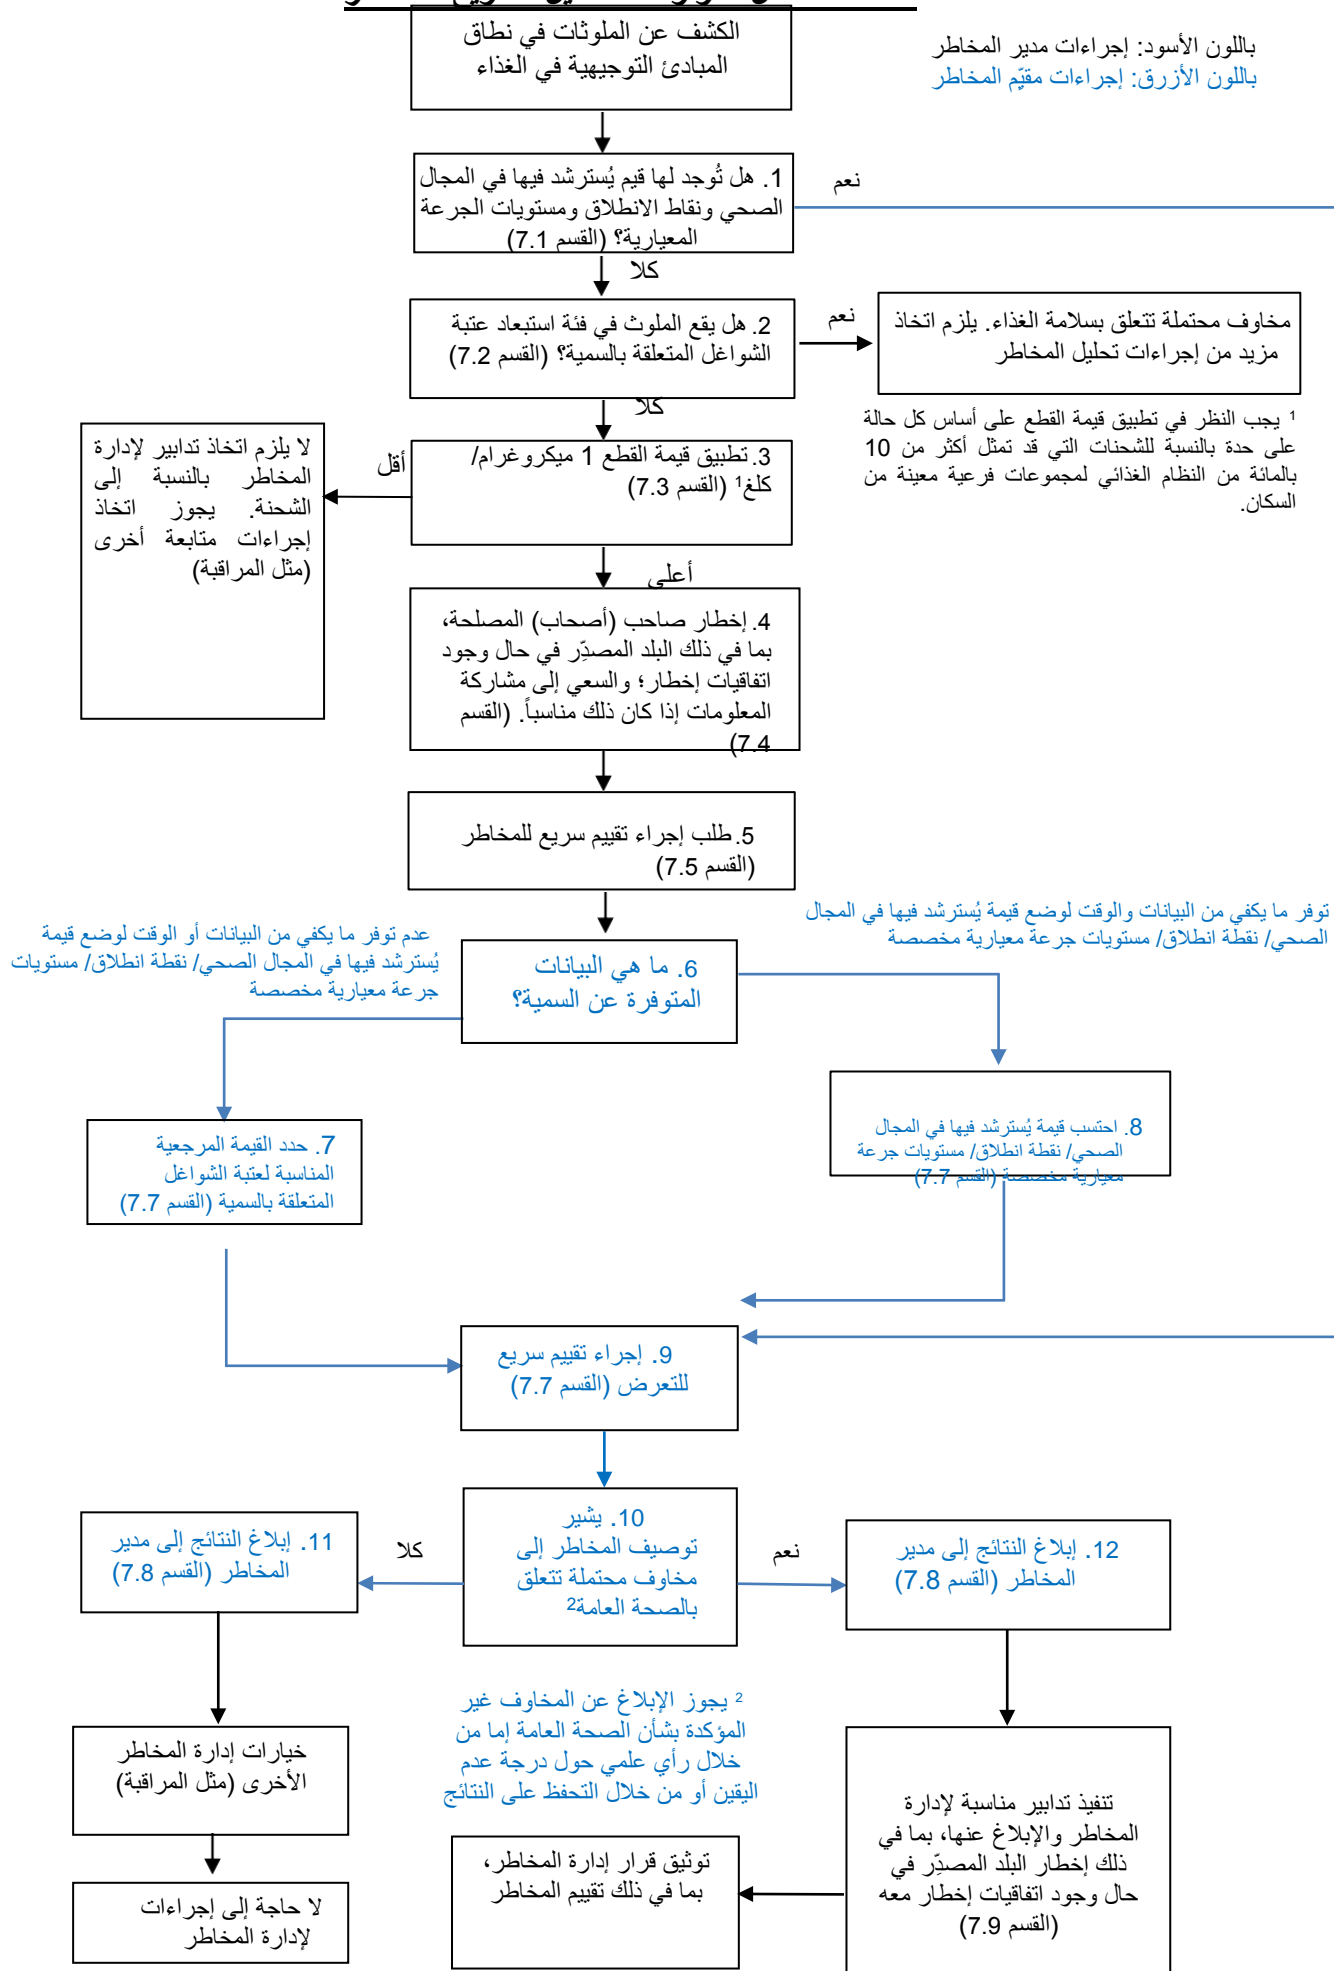 الكشف عن الملوثات في نطاق
المبادئ التوجيهية في الغذاء
باللون الأسود: إجراءات مدير المخاطر
باللون الأزرق: إجراءات مقيّم المخاطر
1. هل تُوجد لها قيم يُسترشد فيها في المجال
الصحي ونقاط الانطلاق ومستويات الجرعة
المعيارية؟ (القسم 7.1)
نعم
كلا
2. هل يقع الملوث في فئة استبعاد عتبة
الشواغل المتعلقة بالسمية؟ (القسم 7.2)
نعم
مخاوف محتملة تتعلق بسلامة الغذاء. يلزم اتخاذ
مزيد من إجراءات تحليل المخاطر
كلا
1 يجب النظر في تطبيق قيمة القطع على أساس كل حالة
على حدة بالنسبة للشحنات التي قد تمثل أكثر من 10
بالمائة من النظام الغذائي لمجموعات فرعية معينة من
السكان.
3. تطبيق قيمة القطع 1 ميكروغرام/
كلغ1 (القسم 7.3)
أقل
لا يلزم اتخاذ تدابير لإدارة
المخاطر بالنسبة إلى
الشحنة. يجوز اتخاذ
إجراءات متابعة أخرى
(مثل المراقبة)
أعلى
4. إخطار صاحب (أصحاب) المصلحة،
بما في ذلك البلد المصدِّر في حال وجود
اتفاقيات إخطار؛ والسعي إلى مشاركة
المعلومات إذا كان ذلك مناسباً. (القسم
7.4)
5. طلب إجراء تقييم سريع للمخاطر
(القسم 7.5)
توفر ما يكفي من البيانات والوقت لوضع قيمة يُسترشد فيها في المجال
الصحي/ نقطة انطلاق/ مستويات جرعة معيارية مخصصة
عدم توفر ما يكفي من البيانات أو الوقت لوضع قيمة
يُسترشد فيها في المجال الصحي/ نقطة انطلاق/ مستويات
جرعة معيارية مخصصة
6. ما هي البيانات
المتوفرة عن السمية؟
8. احتسب قيمة يُسترشد فيها في المجال
الصحي/ نقطة انطلاق/ مستويات جرعة
معيارية مخصصة (القسم 7.7)
7. حدد القيمة المرجعية
المناسبة لعتبة الشواغل
المتعلقة بالسمية (القسم 7.7)
9. إجراء تقييم سريع
للتعرض (القسم 7.7)
10. يشير
توصيف المخاطر إلى
مخاوف محتملة تتعلق
بالصحة العامة2
نعم
12. إبلاغ النتائج إلى مدير
المخاطر (القسم 7.8)
كلا
11. إبلاغ النتائج إلى مدير
المخاطر (القسم 7.8)
2 يجوز الإبلاغ عن المخاوف غير
المؤكدة بشأن الصحة العامة إما من
خلال رأي علمي حول درجة عدم
اليقين أو من خلال التحفظ على النتائج
تنفيذ تدابير مناسبة لإدارة
المخاطر والإبلاغ عنها، بما في
ذلك إخطار البلد المصدِّر في
حال وجود اتفاقيات إخطار معه
(القسم 7.9)
توثيق قرار إدارة المخاطر،
بما في ذلك تقييم المخاطر
خيارات إدارة المخاطر
الأخرى (مثل المراقبة)
لا حاجة إلى إجراءات
لإدارة المخاطر